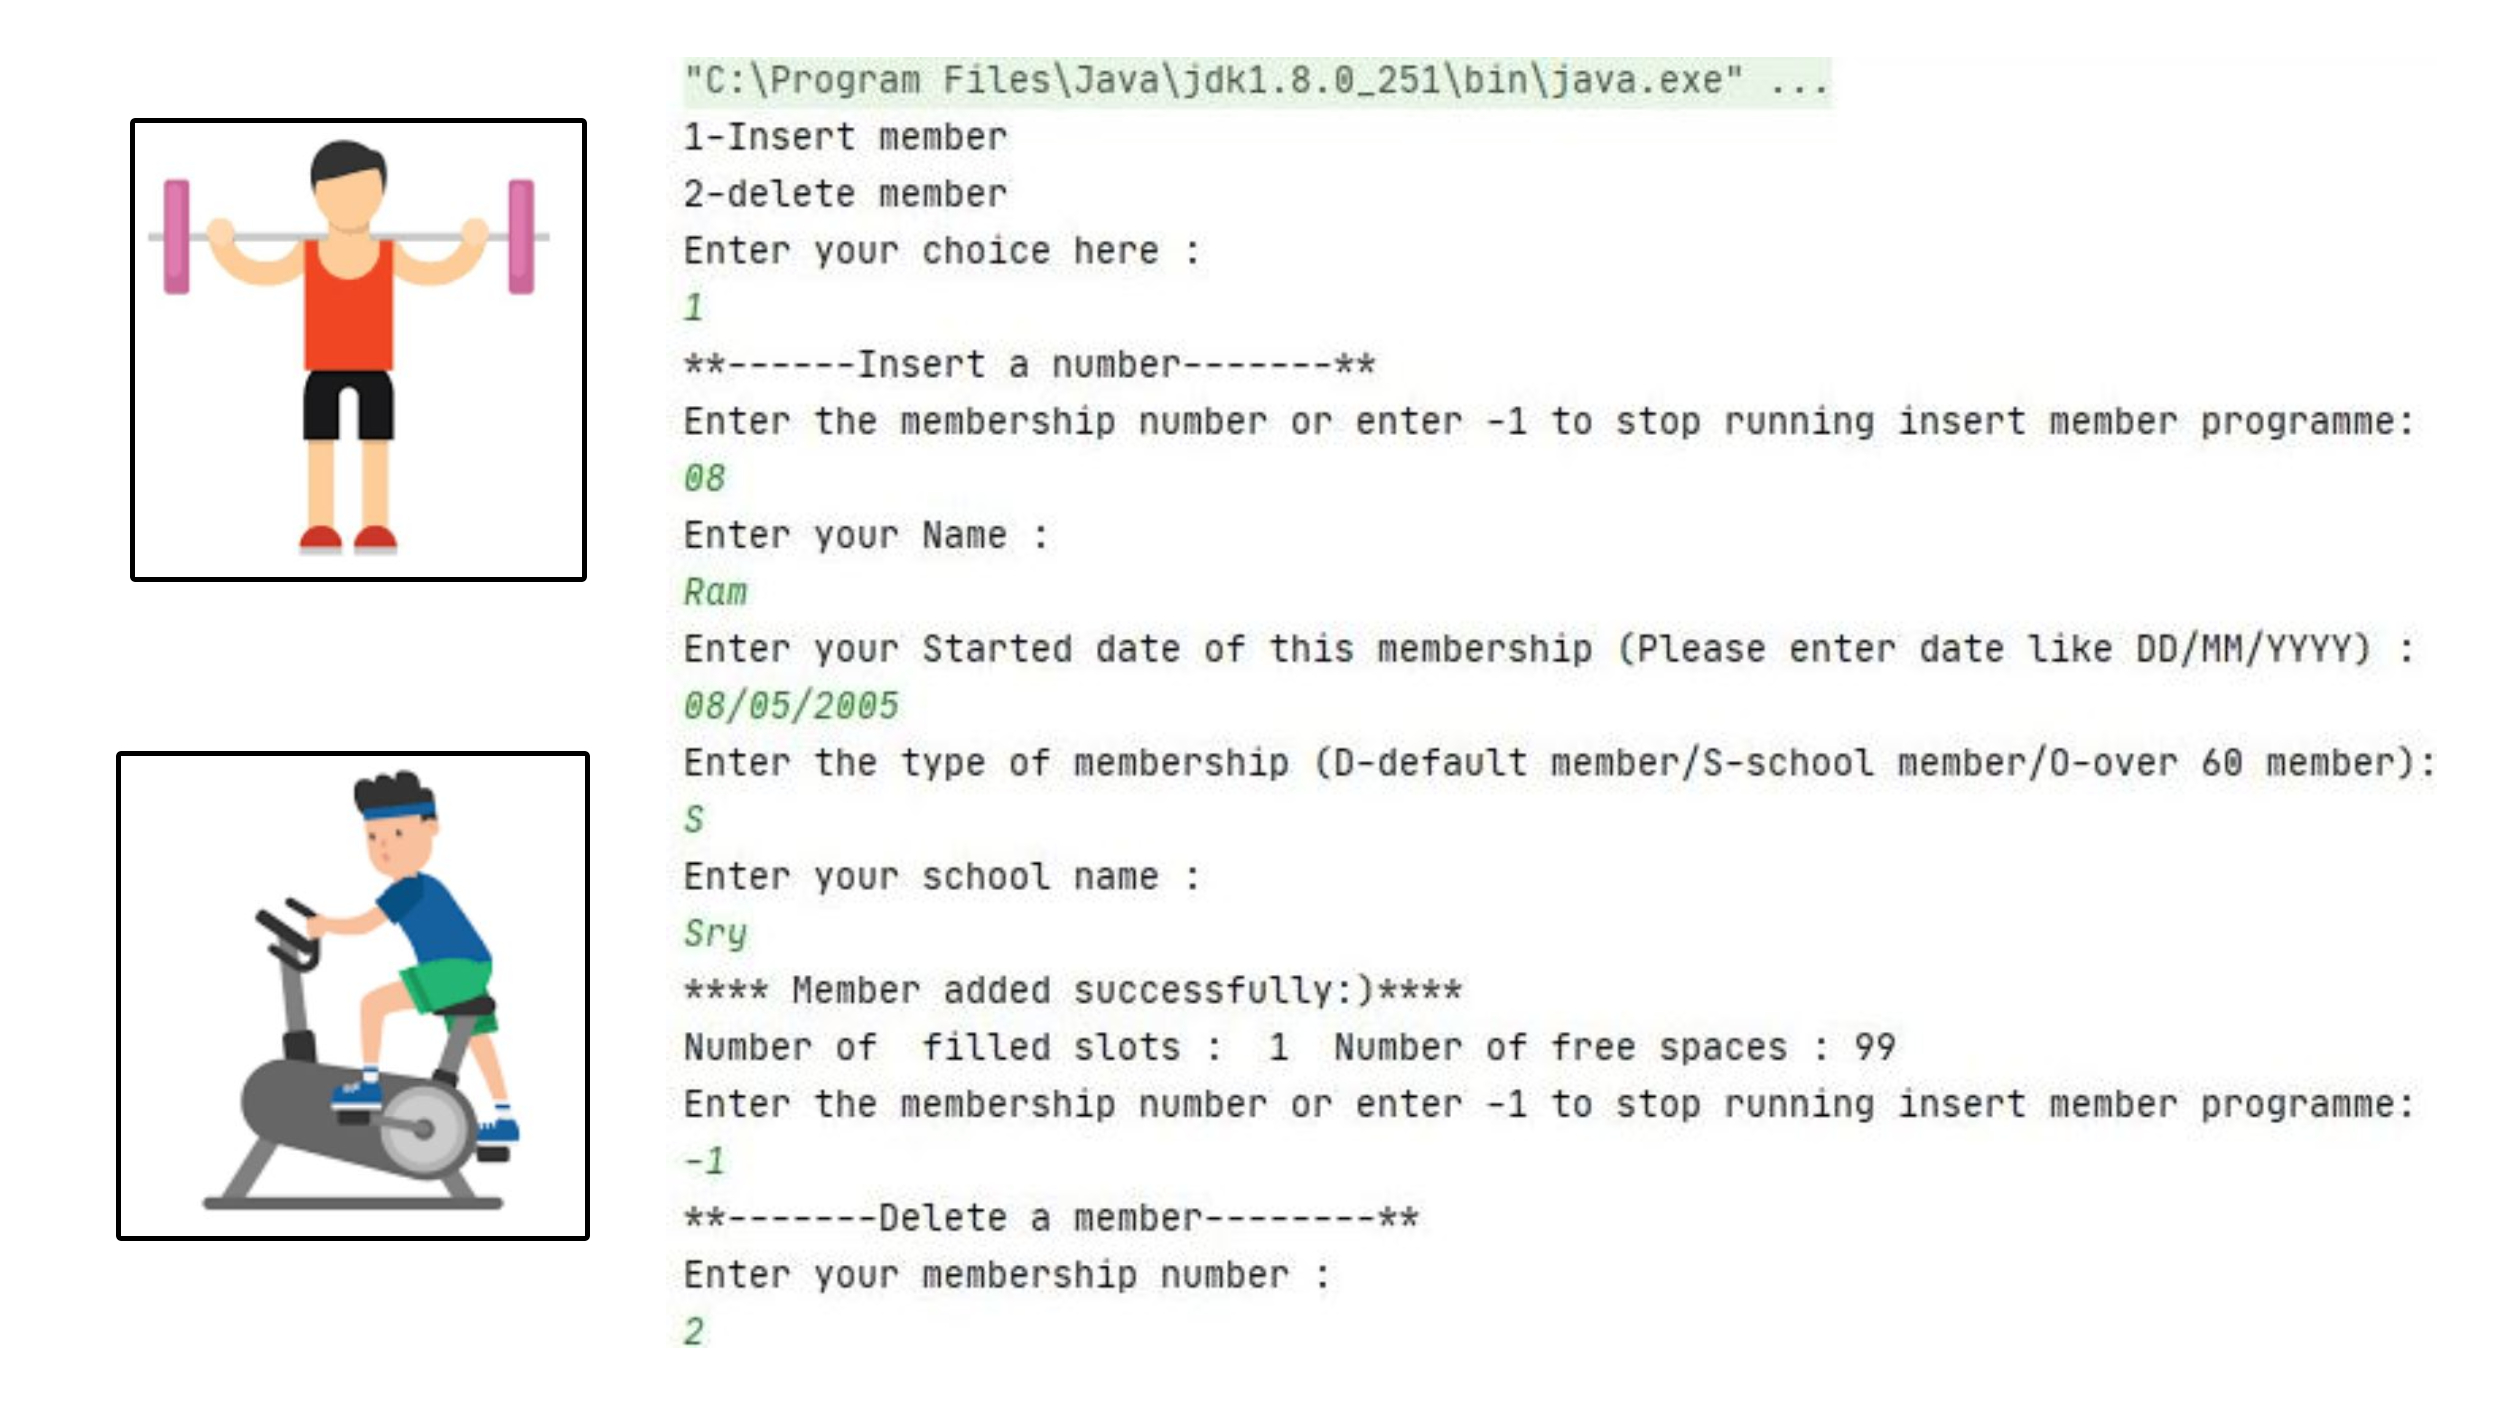 "C:\Program Files\Java\jdk1.8.0_251\bin\java.exe" ...
1-Insert member
2-delete member
Enter your choice here :
1
**------Insert a number-------**
Enter the membership number or enter -1 to stop running insert member programme:
08
Enter your Name :
Ram
Enter your Started date of this membership (Please enter date like DD/MM/YYYY) :
08/05/2005
Enter the type of membership (D-default member/S-school member/O-over 60 member):
S
Enter your school name :
Sry
**** Member added successfully:)****
Number of  filled slots :  1  Number of free spaces : 99
Enter the membership number or enter -1 to stop running insert member programme:
-1
**-------Delete a member--------**
Enter your membership number :
2